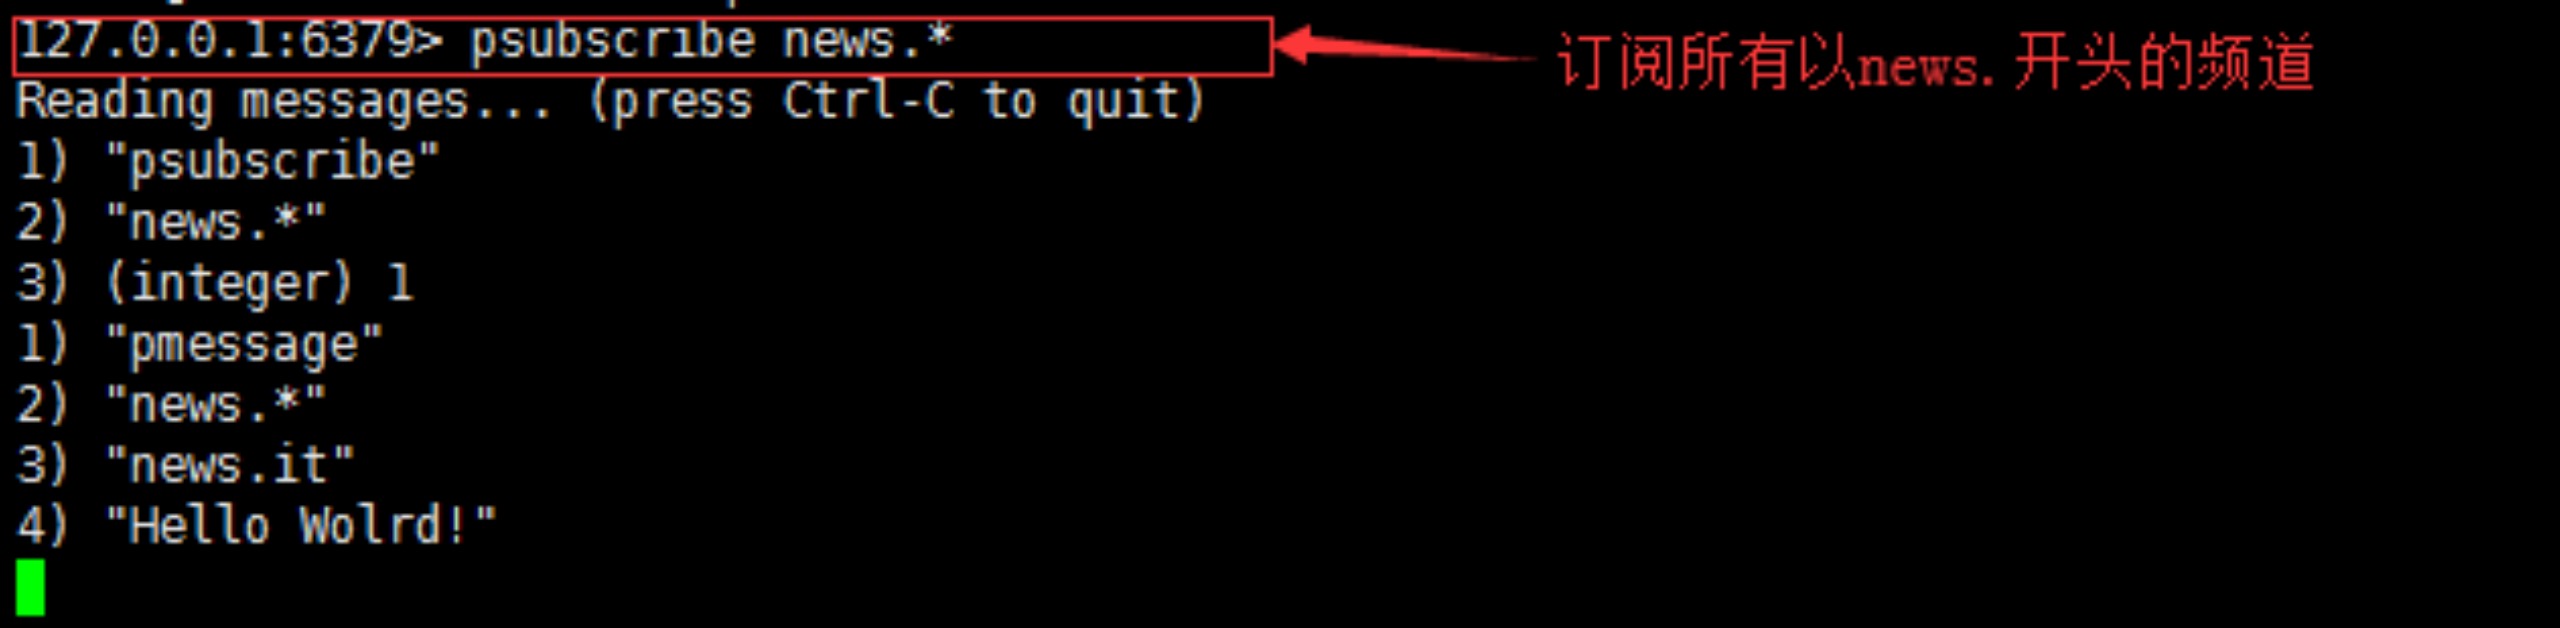 127.0.0.1:6379> psubscribe news.*
订阅所有以news.开头的频道
Reading messages... (press Ctrl-C to quit)
1) "psubscribe"
2) "news.*"
3) (integer) 1
1) "pmessage"
2) "news.*"
3) "news.it"
4) "Hello Wolrd!"